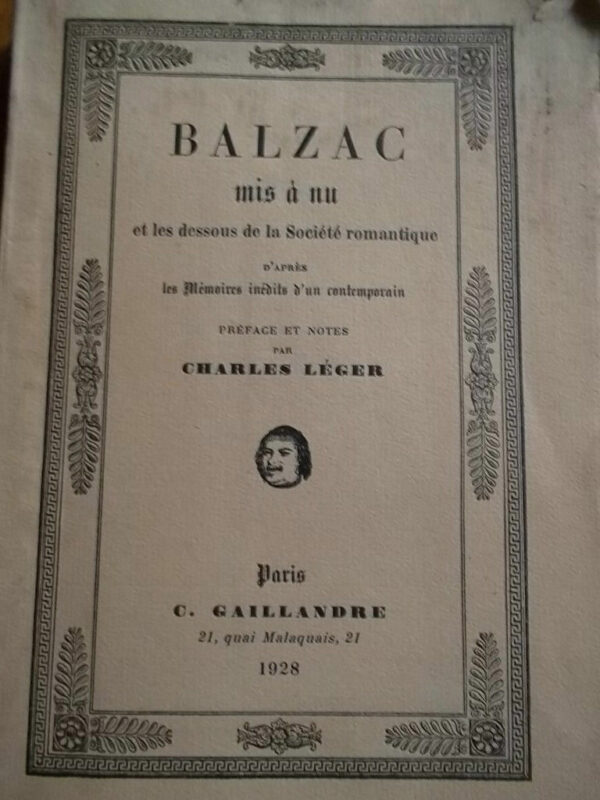 BALZAC
mis à nu
et les dessous de la Société romantique
D'APRÈS
les Mémoires inédits d'un contemporain
PRÉFACE ET NOTES
PAR
CHARLES LÉGER
Paris
C. GAILLANDRE
21, quai Malaquais, 21
1928